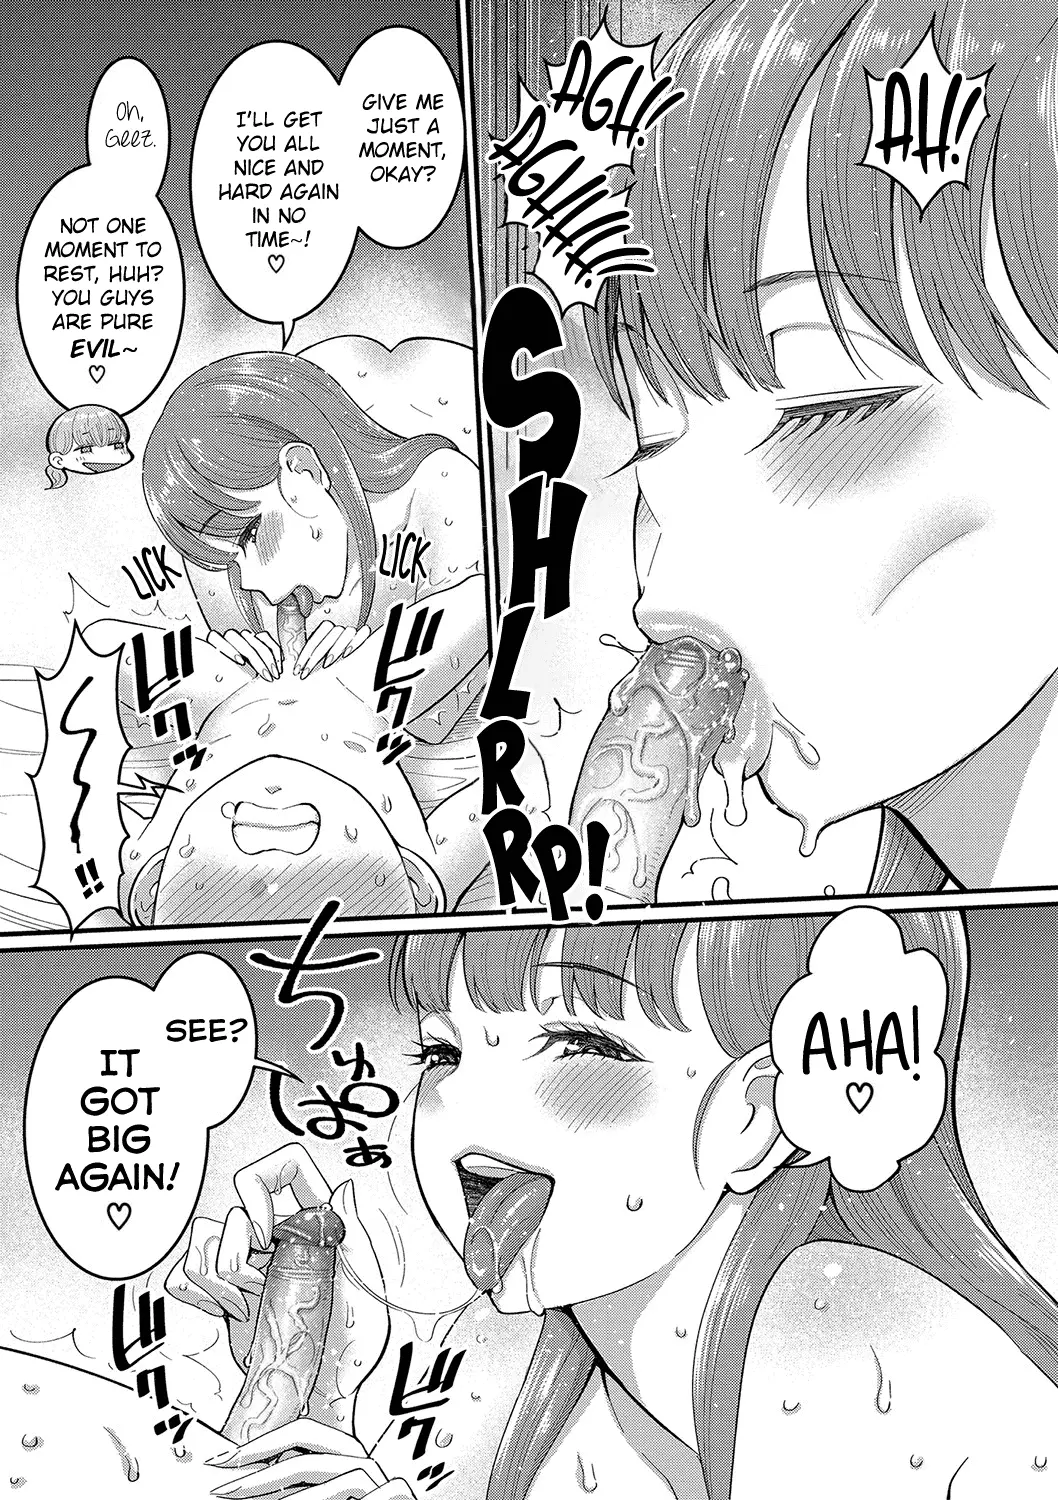 AH!
AGH!
AGHHH!!
SHLRRP!
GIVE ME
JUST A
MOMENT,
OKAY?
I'LL GET
YOU ALL
NICE AND
HARD AGAIN
IN NO
TIME~!
♡
Oh,
Geez.
NOT ONE
MOMENT TO
REST, HUH?
YOU GUYS
ARE PURE
EVIL~
♡
LICK
LICK
ビクッ
ビクッ
!!
AHA!
♡
ちゅぱぁ
SEE?
IT
GOT
BIG
AGAIN!
♡
ビクッ
ビクッ